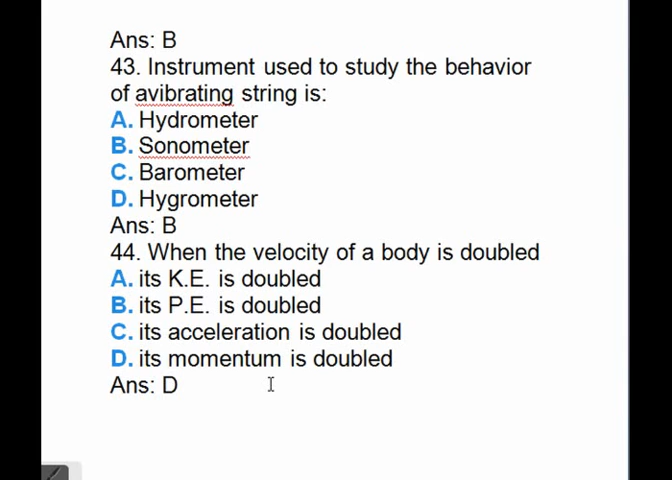 Ans: B
43. Instrument used to study the behavior
of avibrating string is:
A. Hydrometer
B. Sonometer
C. Barometer
D. Hygrometer
Ans: B
44. When the velocity of a body is doubled
A. its K.E. is doubled
B. its P.E. is doubled
C. its acceleration is doubled
D. its momentum is doubled
Ans: D